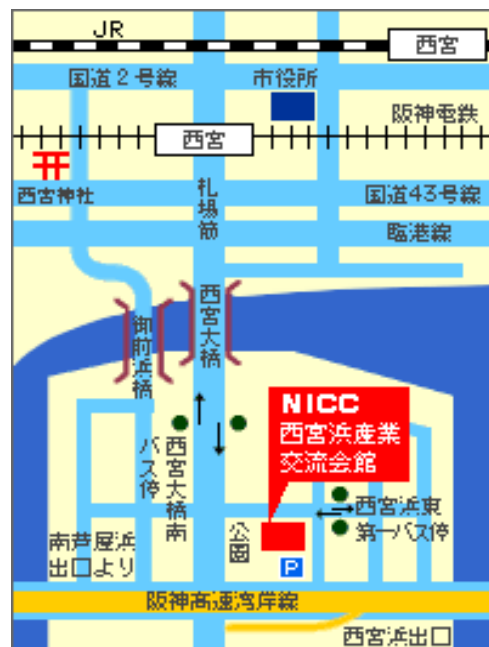 JR
西宮
国道2号線
市役所
阪神電鉄
西宮
西宮神社
札場筋
国道43号線
臨港線
西宮大橋
御前浜橋
NICC
西宮浜産業
交流会館
バス停
西宮大橋南
西宮浜東
第一バス停
公園
南芦屋浜
出口より
P
阪神高速湾岸線
西宮浜出口